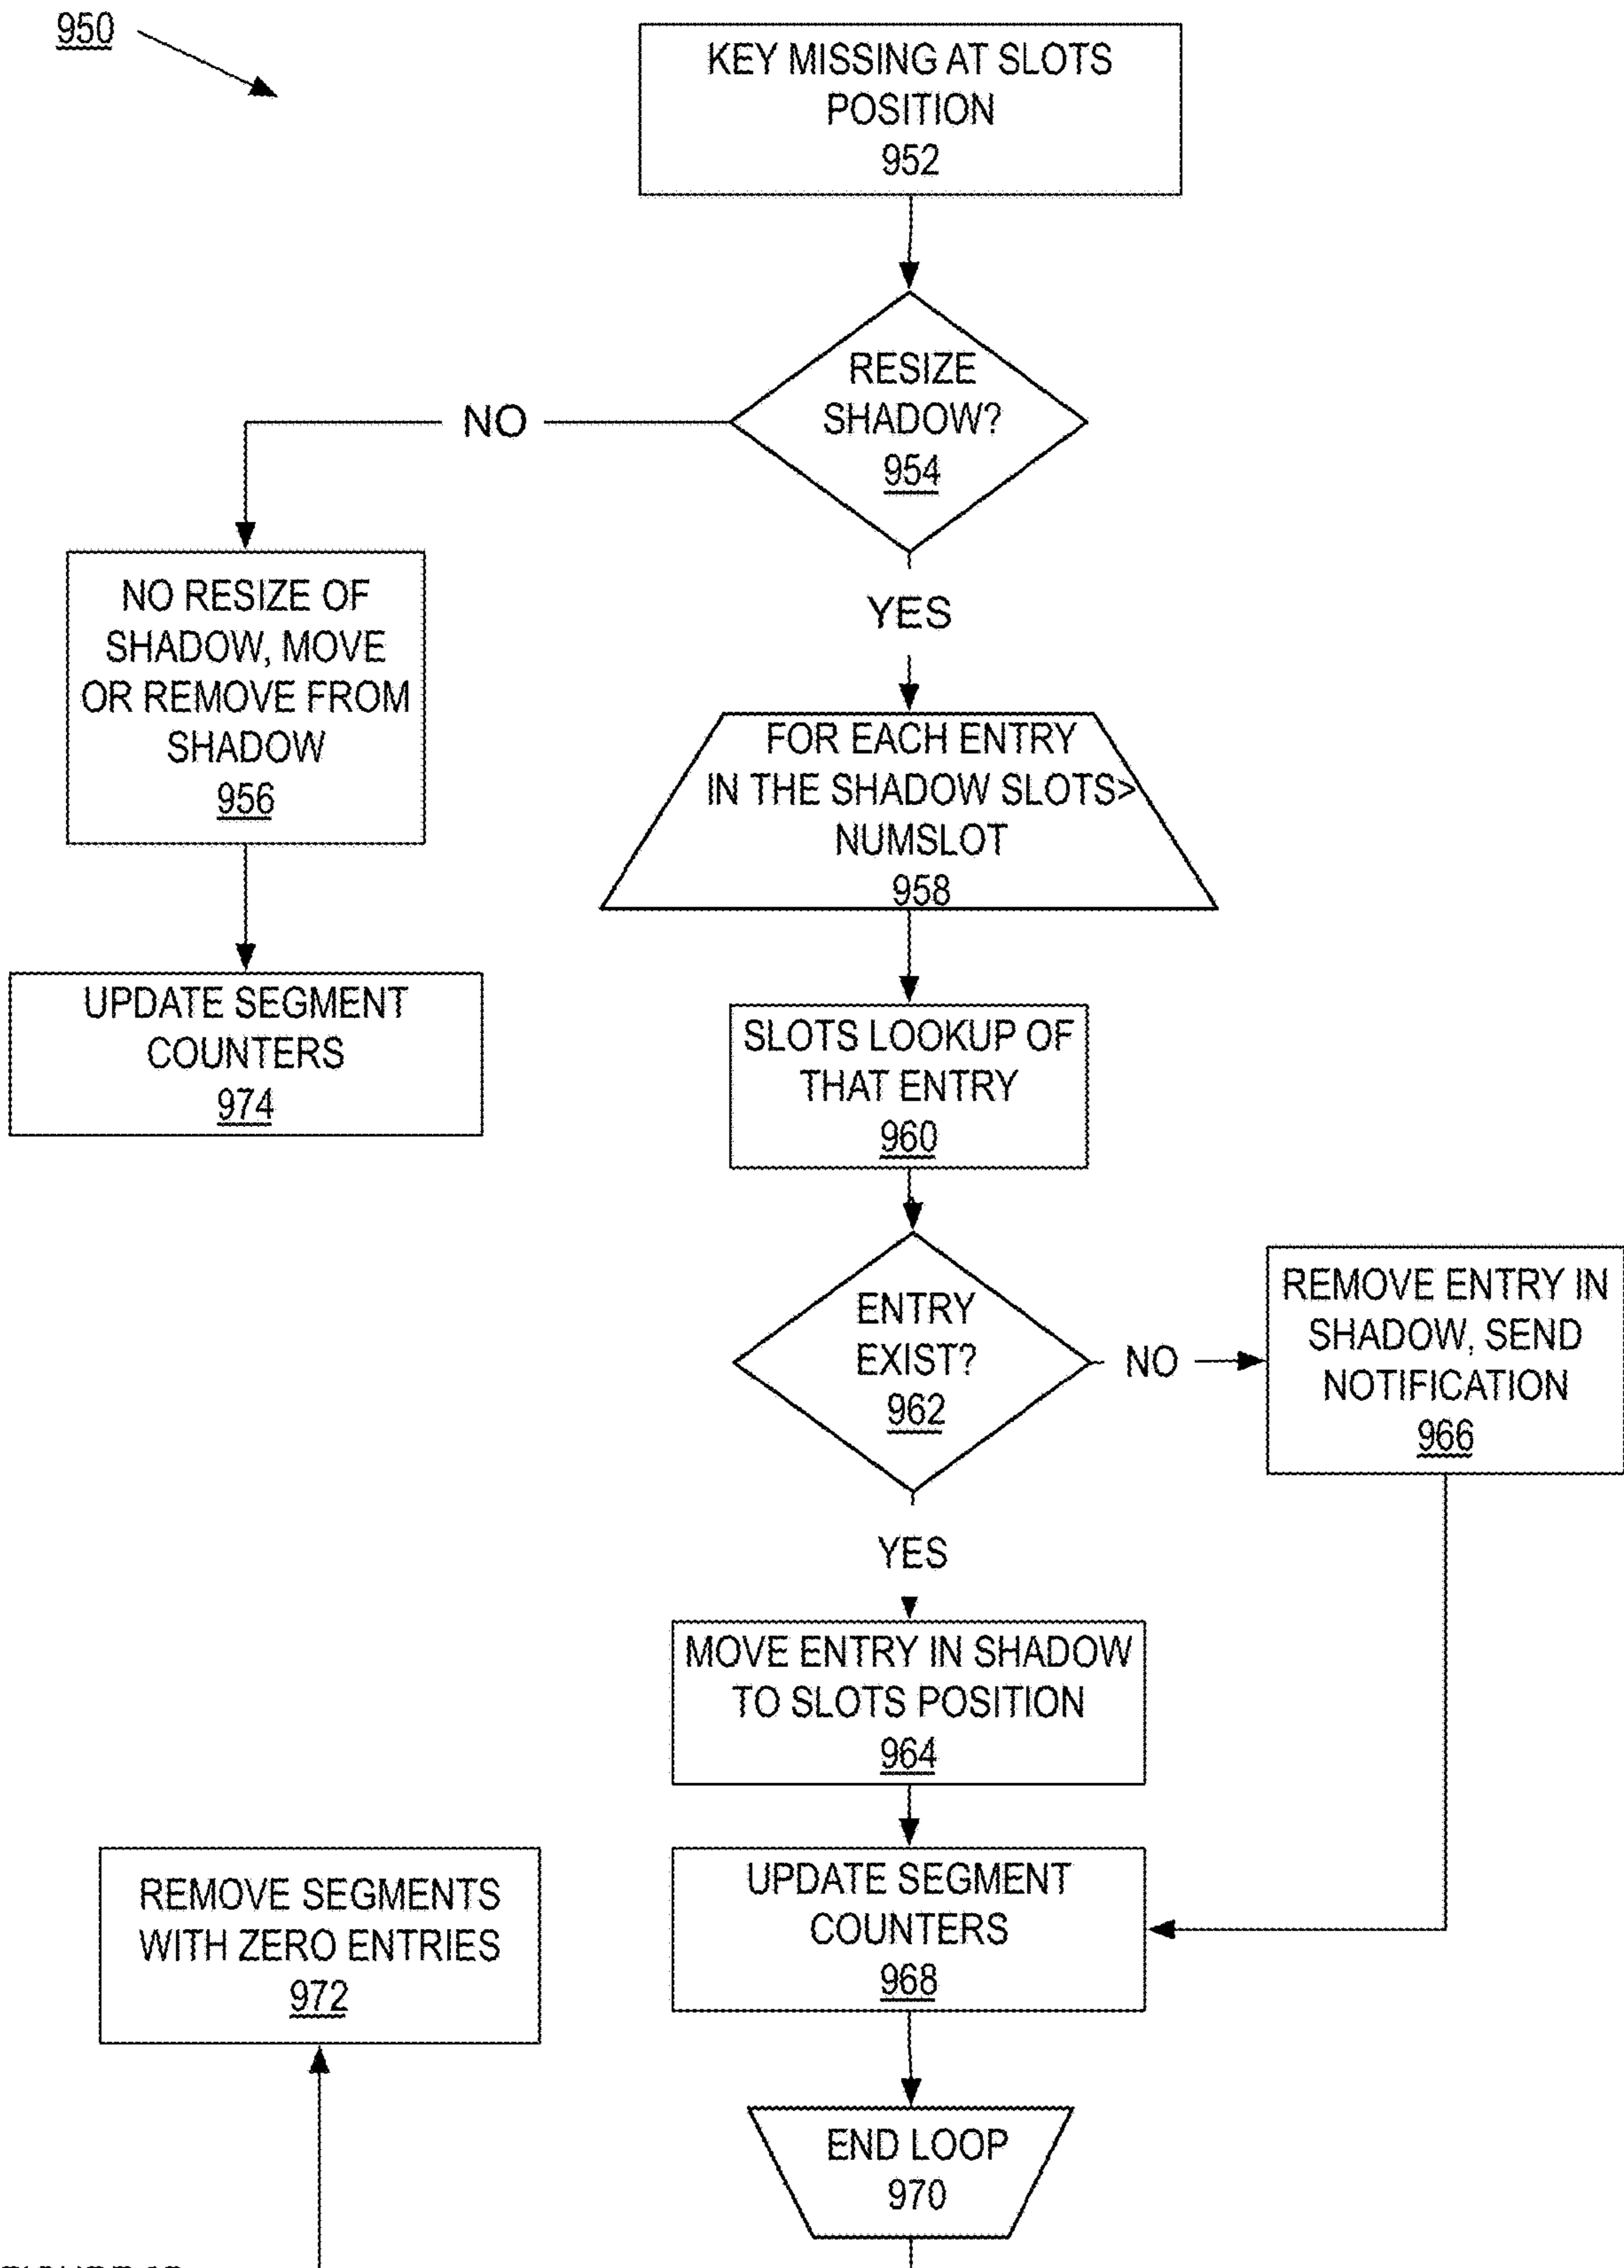 950
KEY MISSING AT SLOTS
POSITION
952
RESIZE
SHADOW?
954
NO
YES
NO RESIZE OF
SHADOW, MOVE
OR REMOVE FROM
SHADOW
956
FOR EACH ENTRY
IN THE SHADOW SLOTS>
NUMSLOT
958
UPDATE SEGMENT
COUNTERS
974
SLOTS LOOKUP OF
THAT ENTRY
960
ENTRY
EXIST?
962
NO
REMOVE ENTRY IN
SHADOW, SEND
NOTIFICATION
966
YES
MOVE ENTRY IN SHADOW
TO SLOTS POSITION
964
UPDATE SEGMENT
COUNTERS
968
REMOVE SEGMENTS
WITH ZERO ENTRIES
972
END LOOP
970